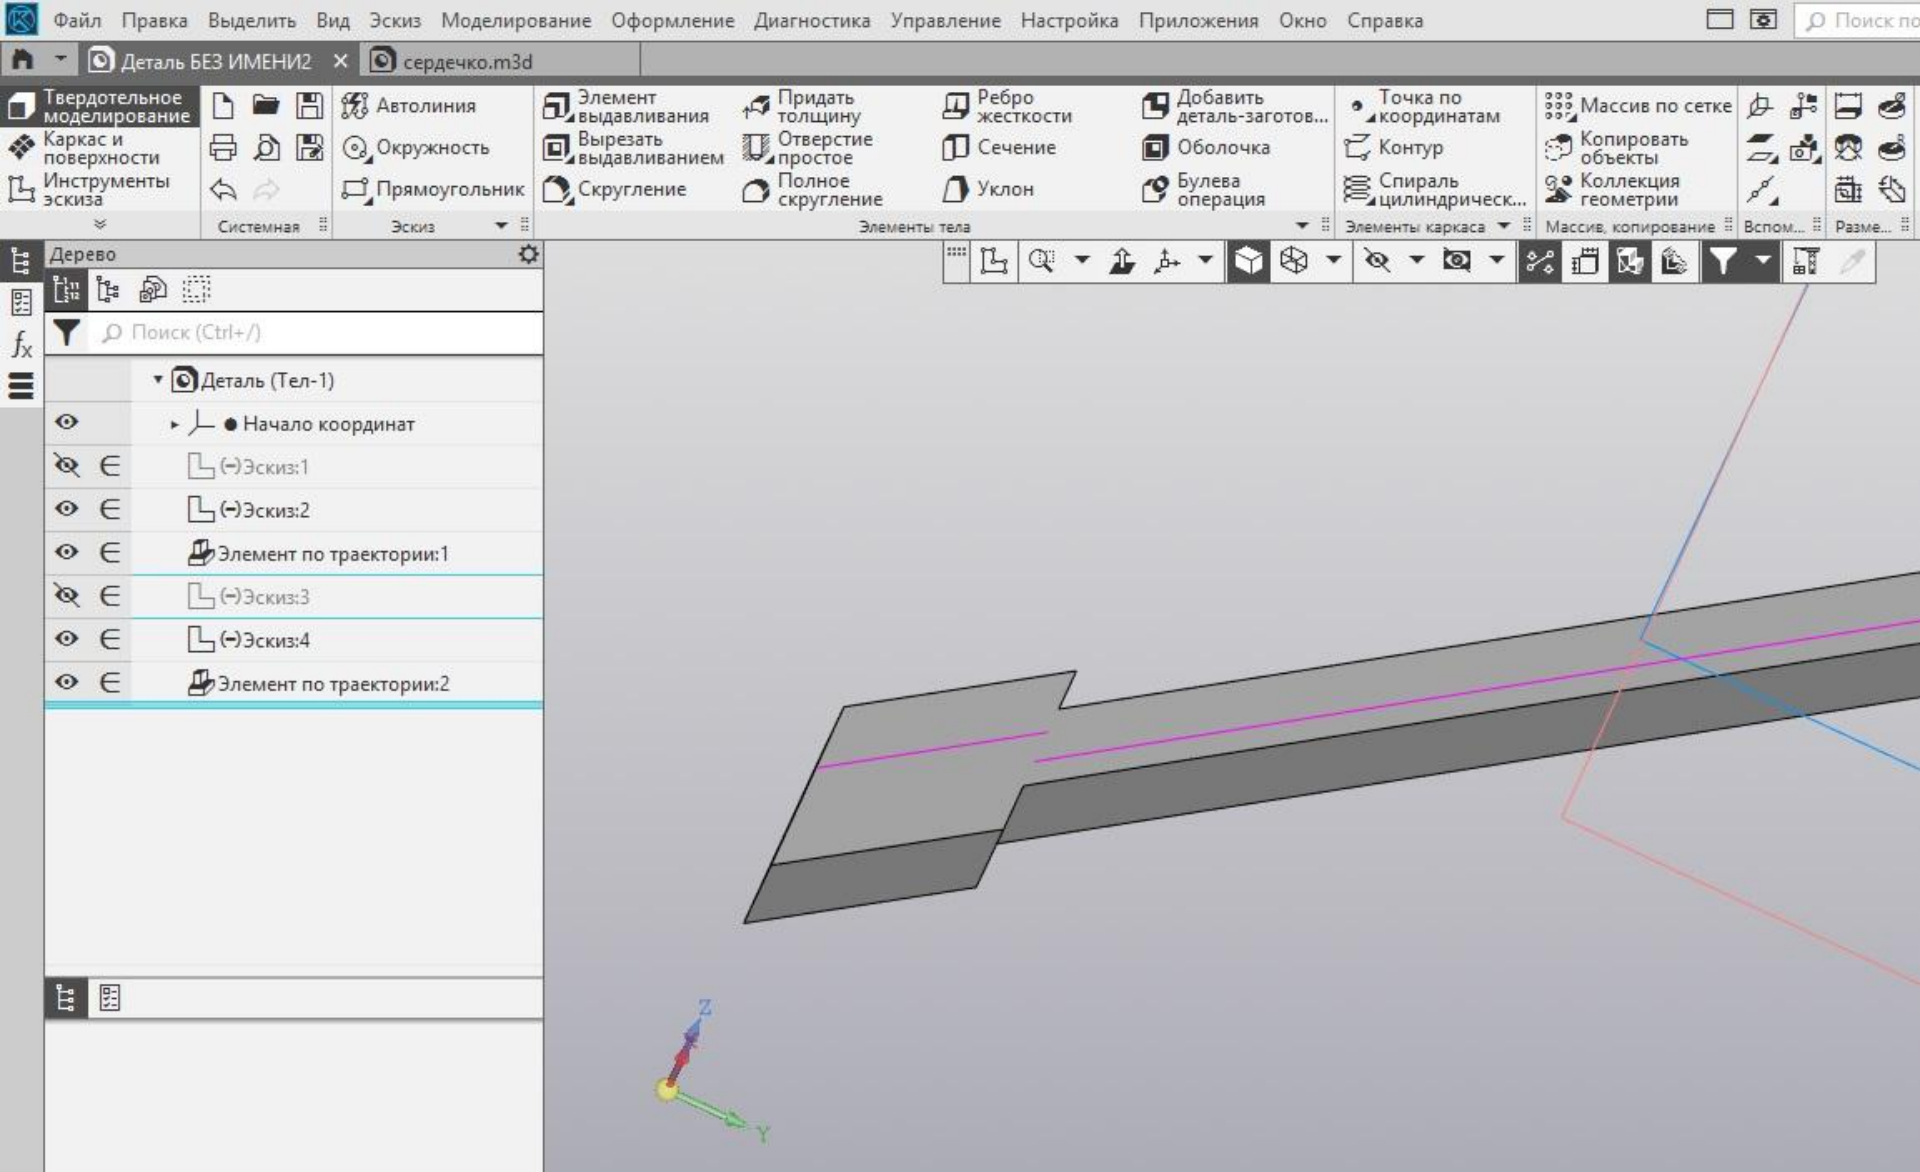 Файл Правка Выделить Вид Эскиз Моделирование Оформление Диагностика Управление Настройка Приложения Окно Справка
Поиск по
Деталь БЕЗ ИМЕНИ2
сердечко.m3d
Твердотельное
моделирование
Каркас и
поверхности
Инструменты
эскиза
Системная
Автолиния
Окружность
Прямоугольник
Эскиз
Элемент
выдавливания
Вырезать
выдавливанием
Скругление
Придать
толщину
Отверстие
простое
Полное
скругление
Ребро
жесткости
Сечение
Уклон
Добавить
деталь-заготов...
Оболочка
Булева
операция
Элементы тела
Точка по
координатам
Контур
Спираль
цилиндрическ...
Элементы каркаса
Массив по сетке
Копировать
объекты
Коллекция
геометрии
Массив, копирование
Вспом...
Разме...
Дерево
Поиск (Ctrl+/)
fx
Деталь (Тел-1)
Начало координат
(-)Эскиз:1
(-)Эскиз:2
Элемент по траектории:1
(-)Эскиз:3
(-)Эскиз:4
Элемент по траектории:2
Z
Y